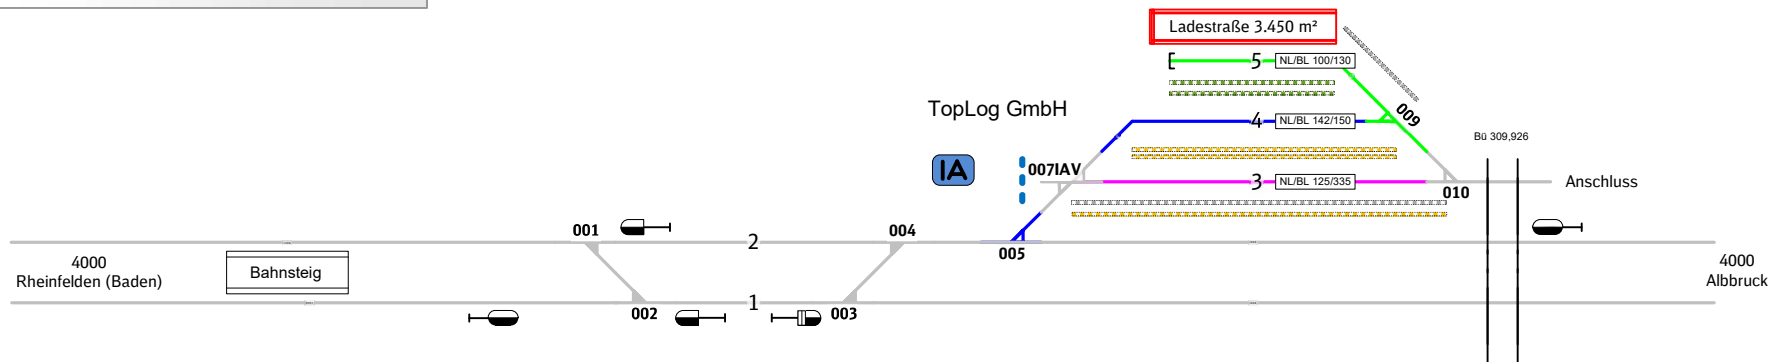 Ladestraße 3.450 m²
5
NL/BL 100/130
TopLog GmbH
4
NL/BL 142/150
009
Bü 309,926
IA
007IAV
3
NL/BL 125/335
010
Anschluss
001
2
004
005
4000
Rheinfelden (Baden)
Bahnsteig
4000
Albbruck
002
1
003